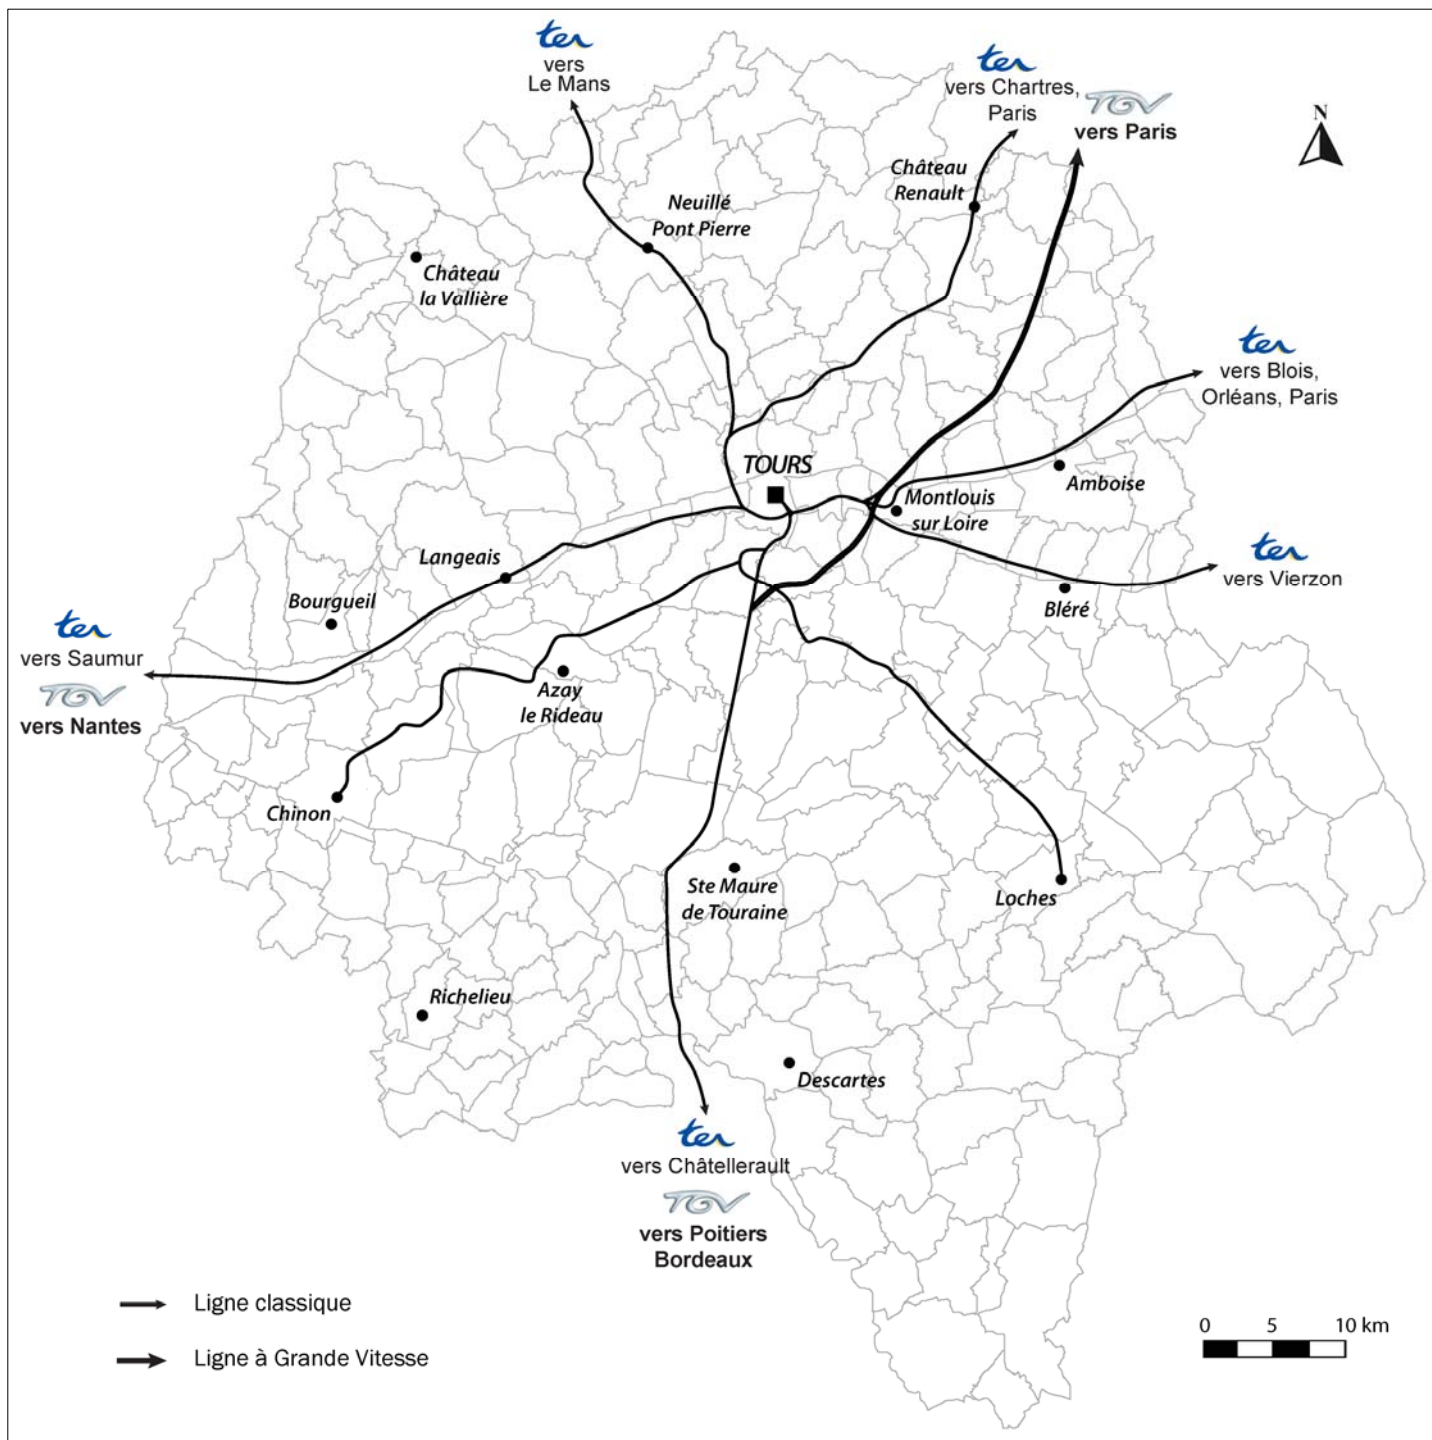 ter
vers
Le Mans
ter
vers Chartres,
Paris
TGV
vers Paris
N
Château
Renault
Neuillé
Pont Pierre
Château
la Vallière
ter
vers Blois,
Orléans, Paris
TOURS
Amboise
Montlouis
sur Loire
Langeais
ter
vers Vierzon
Bourgueil
Bléré
ter
vers Saumur
TGV
vers Nantes
Azay
le Rideau
Chinon
Ste Maure
de Touraine
Loches
Richelieu
Descartes
ter
vers Châtellerault
TGV
vers Poitiers
Bordeaux
Ligne classique
Ligne à Grande Vitesse
0 5 10 km